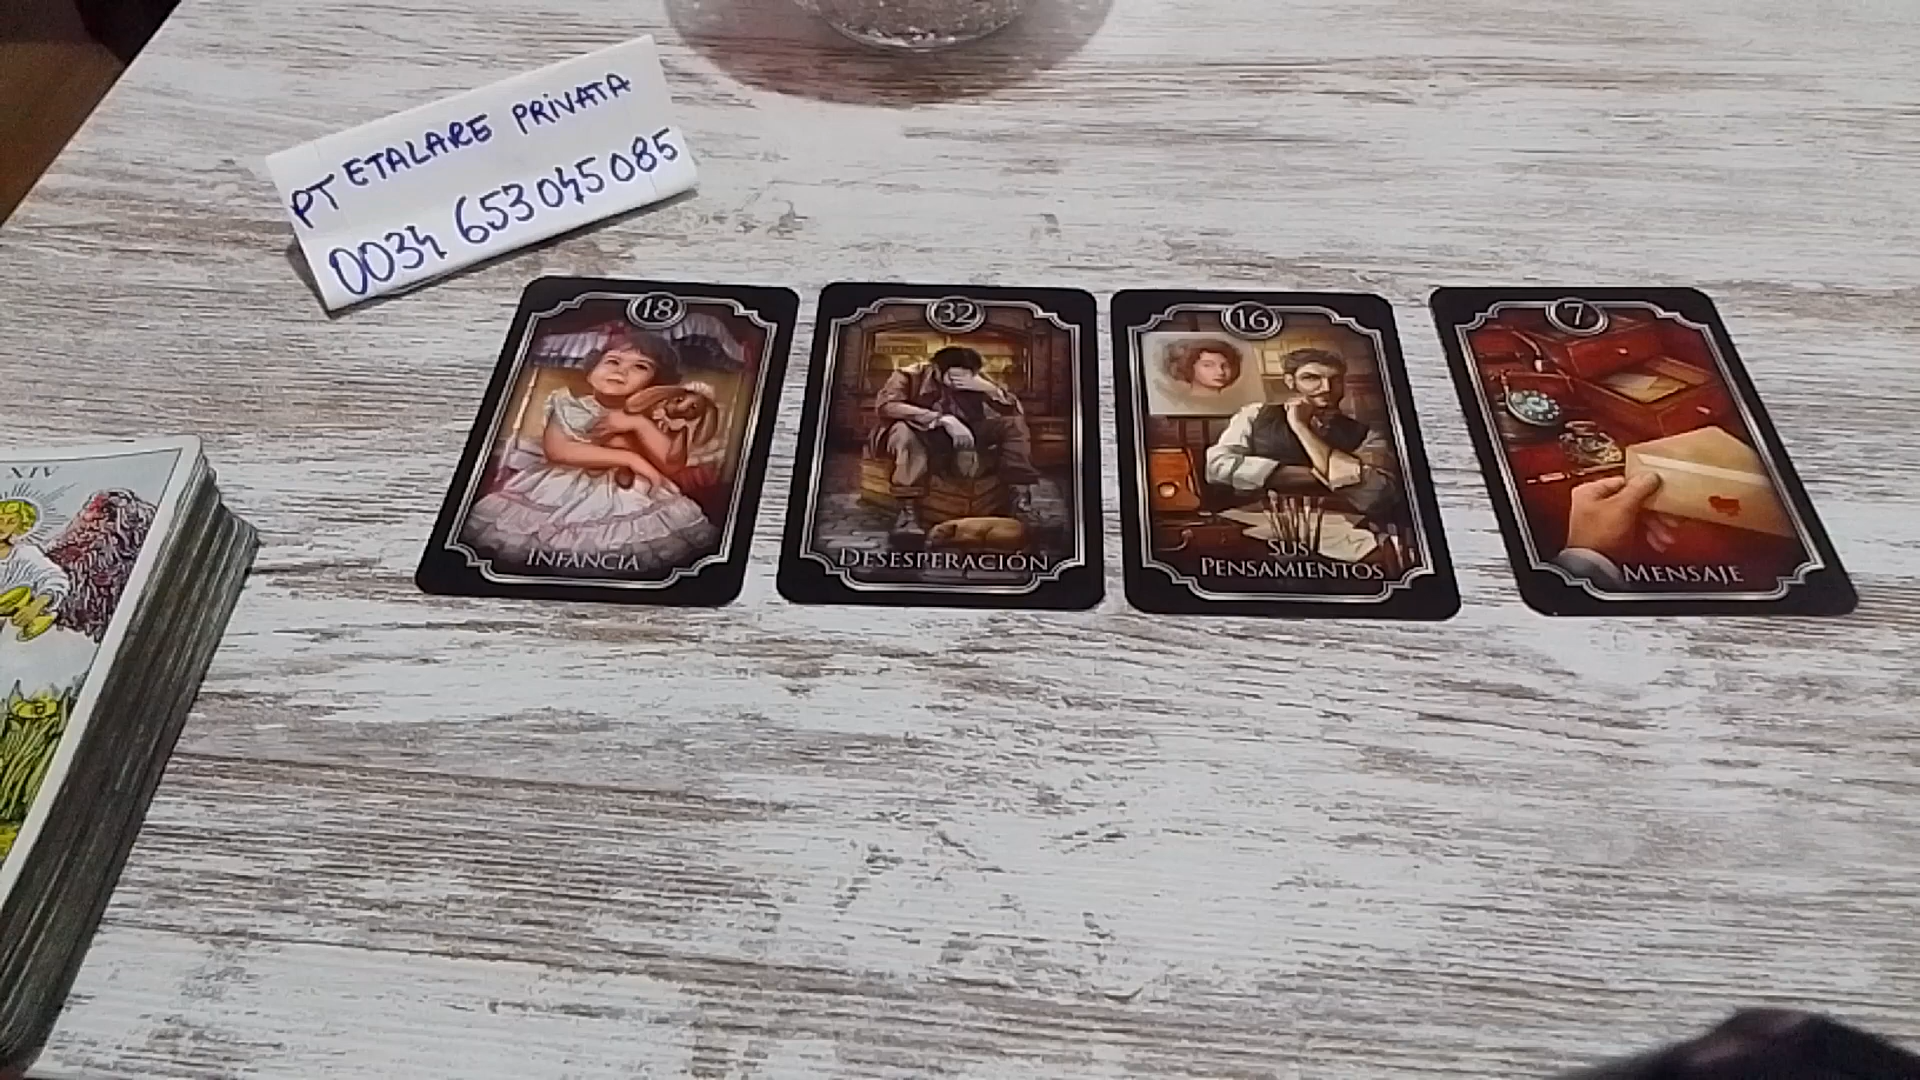 PT ETALARE PRIVATA
0034 653045085
18
INFANCIA
32
DESESPERACIÓN
16
SUS
PENSAMIENTOS
7
MENSAJE
XIV